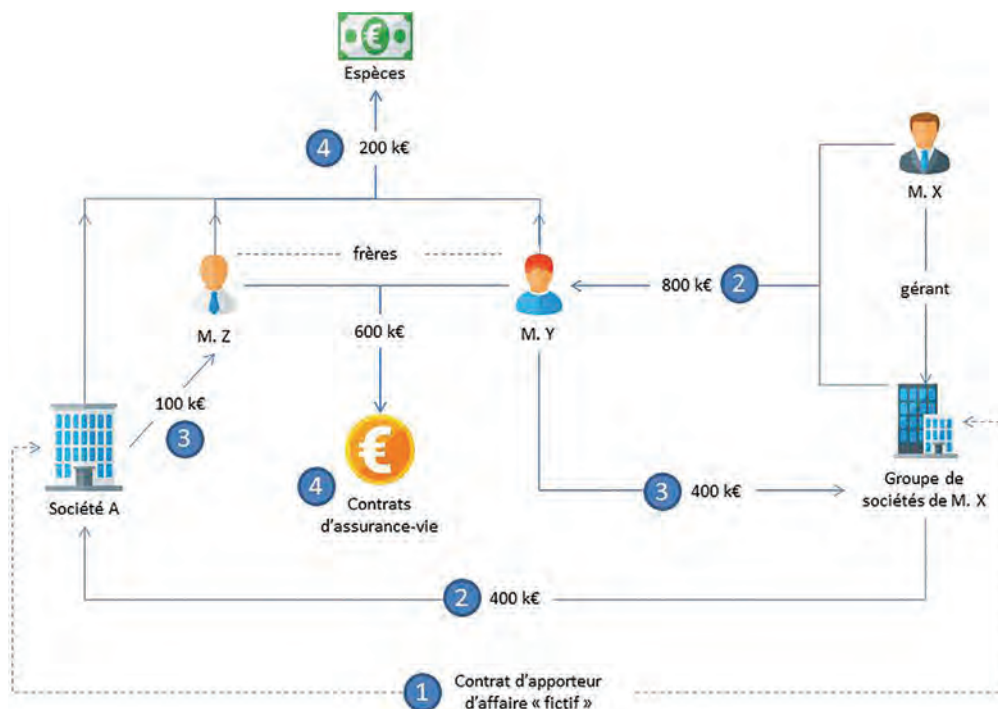 Espèces
4 200 k€
M. X
frères
800 k€ 2
gérant
M. Z
600 k€
M. Y
100 k€
3
4
Société A
Contrats
d'assurance-vie
3 400 k€
Groupe de
sociétés de M. X
2 400 k€
1 Contrat d'apporteur
d'affaire « fictif »